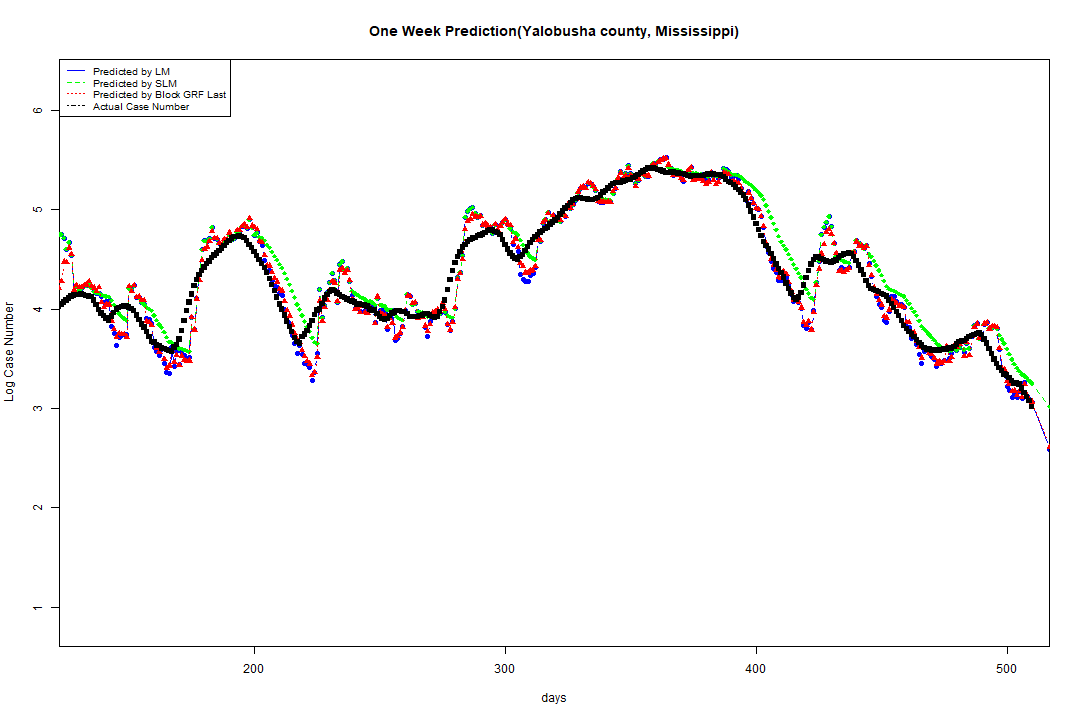 One Week Prediction(Yalobusha county, Mississippi)
Predicted by LM
Predicted by SLM
Predicted by Block GRF Last
Actual Case Number
Log Case Number
6
5
4
3
2
1
200 300 400 500
days